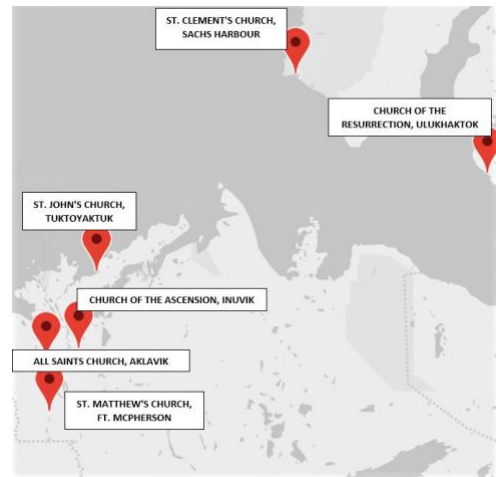 ST. CLEMENT'S CHURCH,
SACHS HARBOUR
CHURCH OF THE
RESURRECTION, ULUKHAKTOK
ST. JOHN'S CHURCH,
TUKTOYAKTUK
CHURCH OF THE ASCENSION, INUVIK
ALL SAINTS CHURCH, AKLAVIK
ST. MATTHEW'S CHURCH,
FT. MCPHERSON